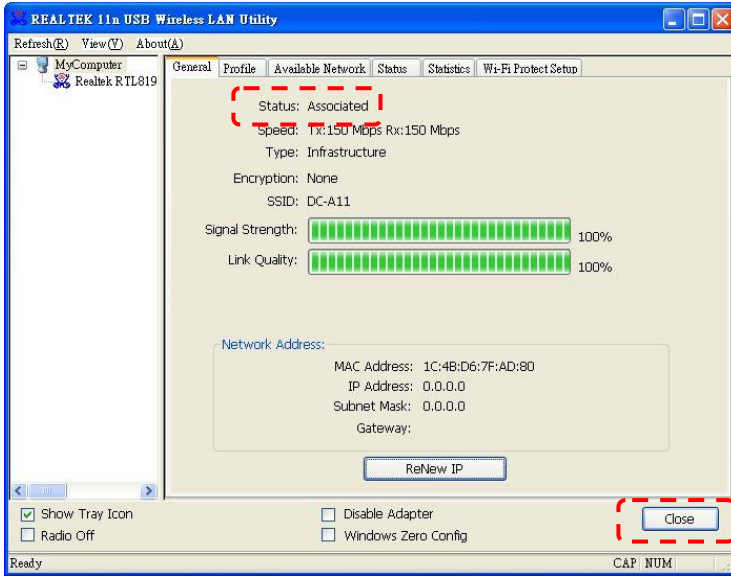 REALTEK 11n USB Wireless LAN Utility
Refresh(R) View(V) About(A)
MyComputer
Realtek RTL819
General Profile Available Network Status Statistics Wi-Fi Protect Setup
Status: Associated
Speed: Tx:150 Mbps Rx:150 Mbps
Type: Infrastructure
Encryption: None
SSID: DC-A11
Signal Strength: 100%
Link Quality: 100%
Network Address:
MAC Address: 1C:4B:D6:7F:AD:80
IP Address: 0.0.0.0
Subnet Mask: 0.0.0.0
Gateway:
ReNew IP
Show Tray Icon Disable Adapter Close
Radio Off Windows Zero Config
Ready CAP NUM